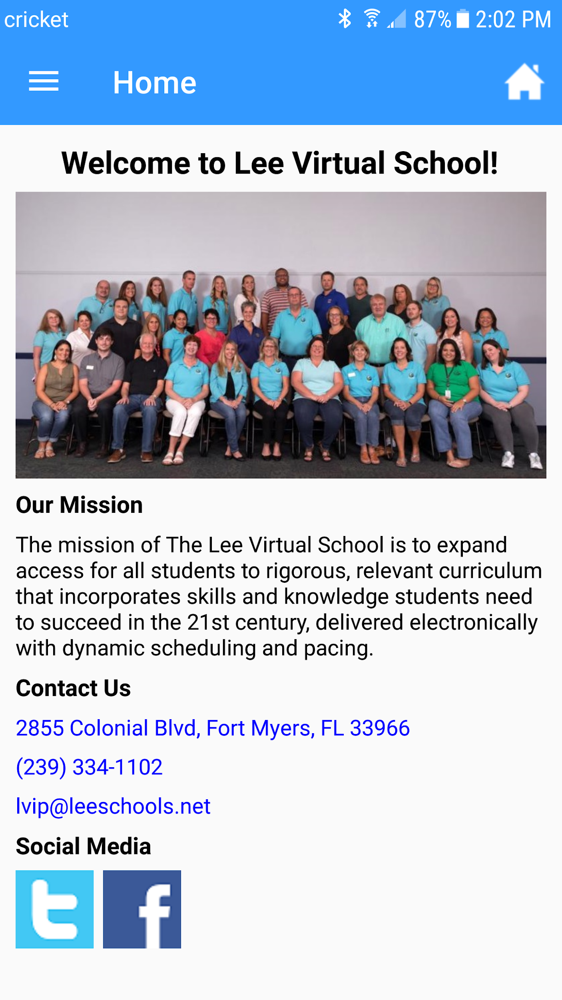 cricket 87% 2:02 PM
Home
Welcome to Lee Virtual School!
Our Mission
The mission of The Lee Virtual School is to expand
access for all students to rigorous, relevant curriculum
that incorporates skills and knowledge students need
to succeed in the 21st century, delivered electronically
with dynamic scheduling and pacing.
Contact Us
2855 Colonial Blvd, Fort Myers, FL 33966
(239) 334-1102
lvip@leeschools.net
Social Media